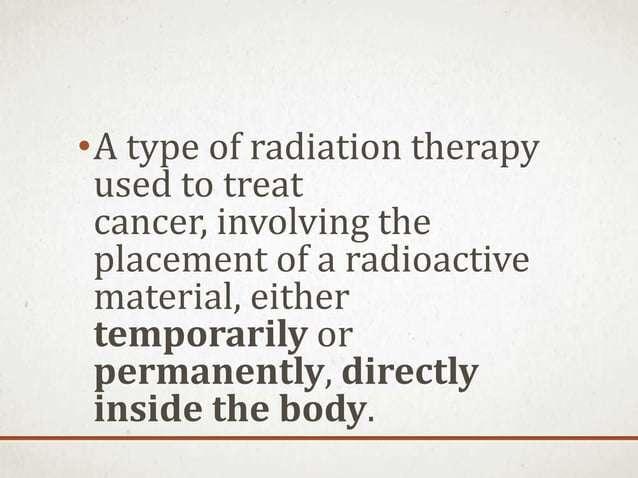 •A type of radiation therapy
used to treat
cancer, involving the
placement of a radioactive
material, either
temporarily or
permanently, directly
inside the body.